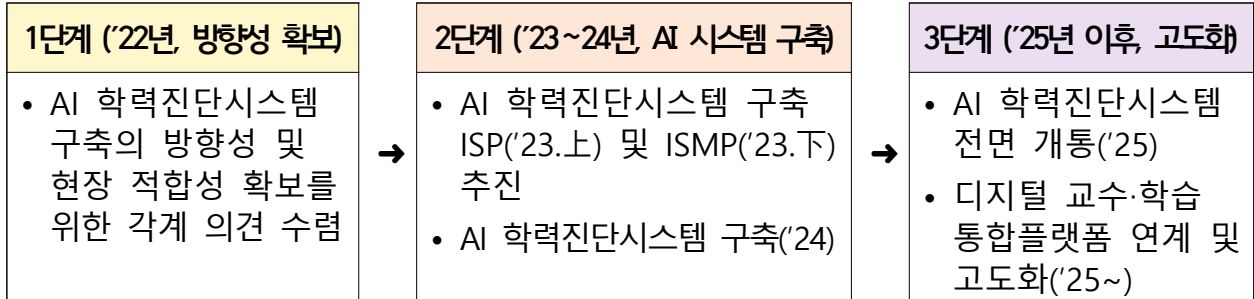 1단계 (′22년, 방향성 확보)
• AI 학력진단시스템
구축의 방향성 및
현장 적합성 확보를
위한 각계 의견 수렴
➜
2단계 (′23~24년, AI 시스템 구축)
• AI 학력진단시스템 구축
ISP(′23.上) 및 ISMP(′23.下)
추진
• AI 학력진단시스템 구축(′24)
➜
3단계 (′25년 이후, 고도화)
• AI 학력진단시스템
전면 개통(′25)
• 디지털 교수·학습
통합플랫폼 연계 및
고도화(′25~)